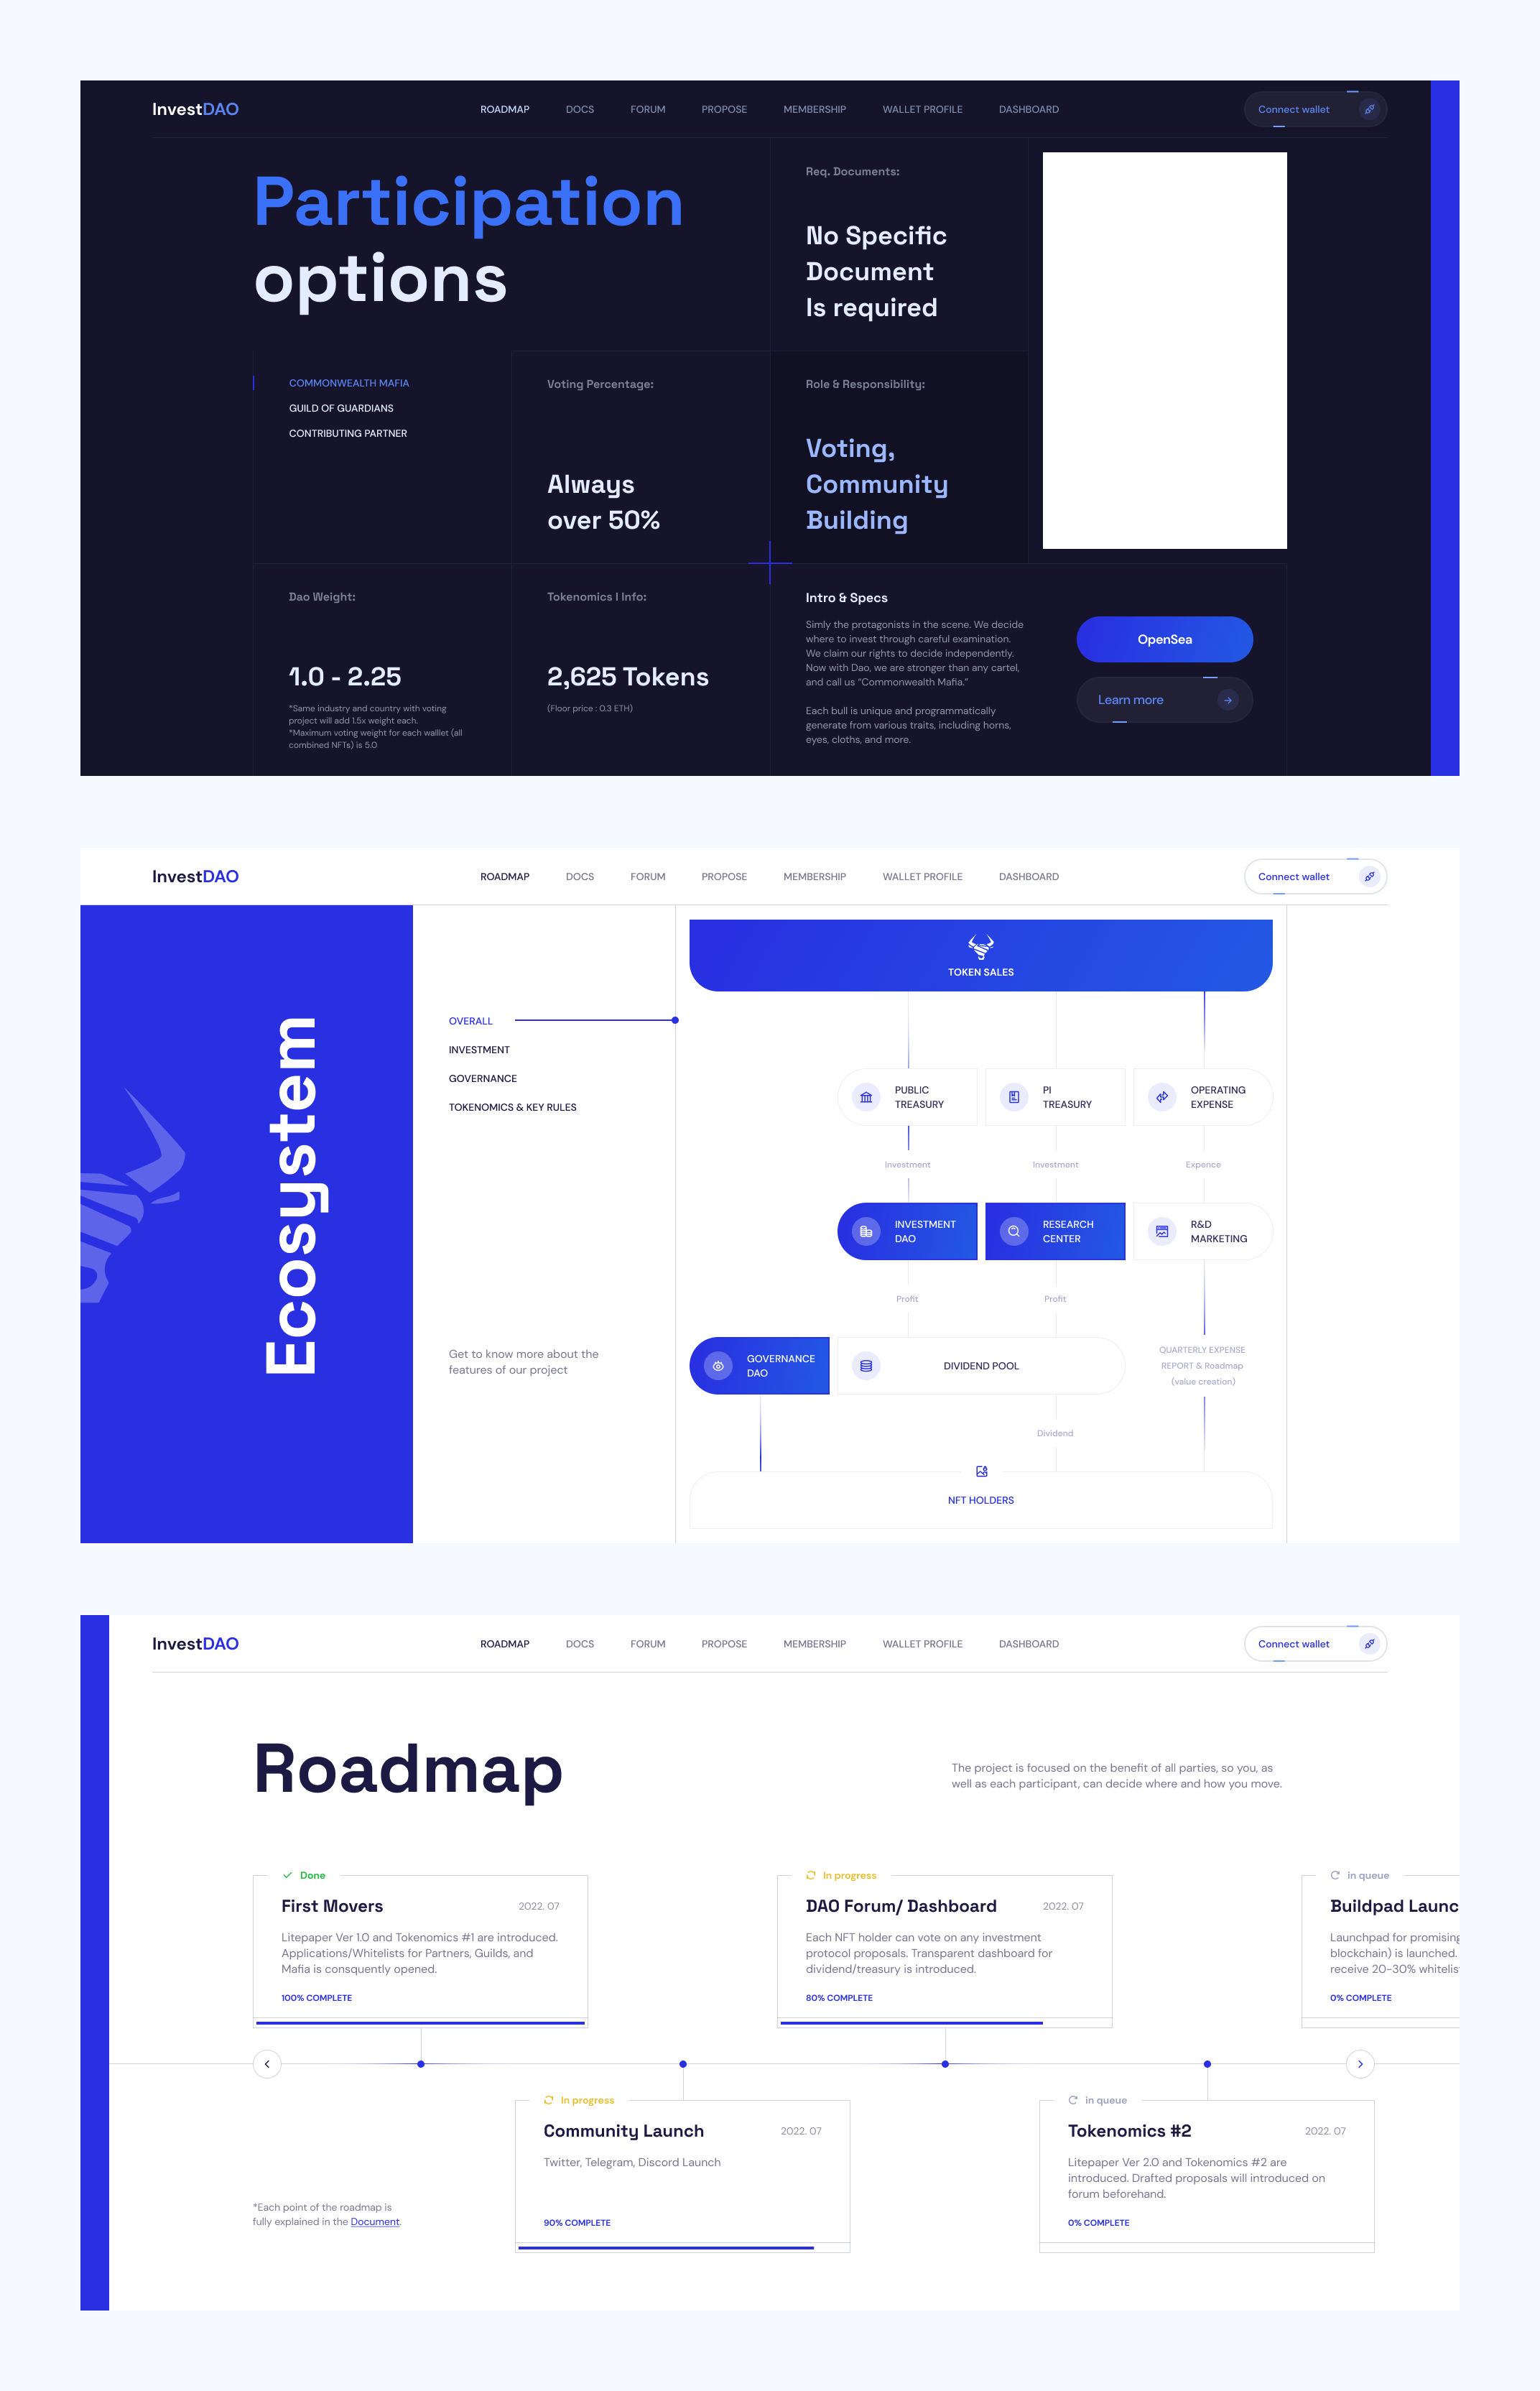 InvestDAO
ROADMAP DOCS FORUM PROPOSE MEMBERSHIP WALLET PROFILE DASHBOARD
Connect wallet
Participation
options
Req. Documents:
No Specific
Document
Is required
COMMONWEALTH MAFIA
GUILD OF GUARDIANS
CONTRIBUTING PARTNER
Voting Percentage:
Always
over 50%
Role & Responsibility:
Voting,
Community
Building
Dao Weight:
1.0 - 2.25
*Same industry and country with voting
project will add 1.5x weight each.
*Maximum voting weight for each walllet (all
combined NFTs) is 5.0
Tokenomics I Info:
2,625 Tokens
(Floor price : 0.3 ETH)
Intro & Specs
Simly the protagonists in the scene. We decide
where to invest through careful examination.
We claim our rights to decide independently.
Now with Dao, we are stronger than any cartel,
and call us “Commonwealth Mafia.”
Each bull is unique and programmatically
generate from various traits, including horns,
eyes, cloths, and more.
OpenSea
Learn more
InvestDAO
ROADMAP DOCS FORUM PROPOSE MEMBERSHIP WALLET PROFILE DASHBOARD
Connect wallet
Ecosystem
OVERALL
INVESTMENT
GOVERNANCE
TOKENOMICS & KEY RULES
Get to know more about the
features of our project
TOKEN SALES
PUBLIC
TREASURY
PI
TREASURY
OPERATING
EXPENSE
Investment
Investment
Expence
INVESTMENT
DAO
RESEARCH
CENTER
R&D
MARKETING
Profit
Profit
GOVERNANCE
DAO
DIVIDEND POOL
QUARTERLY EXPENSE
REPORT & Roadmap
(value creation)
Dividend
NFT HOLDERS
InvestDAO
ROADMAP DOCS FORUM PROPOSE MEMBERSHIP WALLET PROFILE DASHBOARD
Connect wallet
Roadmap
The project is focused on the benefit of all parties, so you, as
well as each participant, can decide where and how you move.
Done
First Movers
2022. 07
Litepaper Ver 1.0 and Tokenomics #1 are introduced.
Applications/Whitelists for Partners, Guilds, and
Mafia is consquently opened.
100% COMPLETE
In progress
DAO Forum/ Dashboard
2022. 07
Each NFT holder can vote on any investment
protocol proposals. Transparent dashboard for
dividend/treasury is introduced.
80% COMPLETE
in queue
Buildpad Launc
Launchpad for promising
blockchain) is launched.
receive 20-30% whitelis
0% COMPLETE
In progress
Community Launch
2022. 07
Twitter, Telegram, Discord Launch
90% COMPLETE
in queue
Tokenomics #2
2022. 07
Litepaper Ver 2.0 and Tokenomics #2 are
introduced. Drafted proposals will introduced on
forum beforehand.
0% COMPLETE
*Each point of the roadmap is
fully explained in the Document.